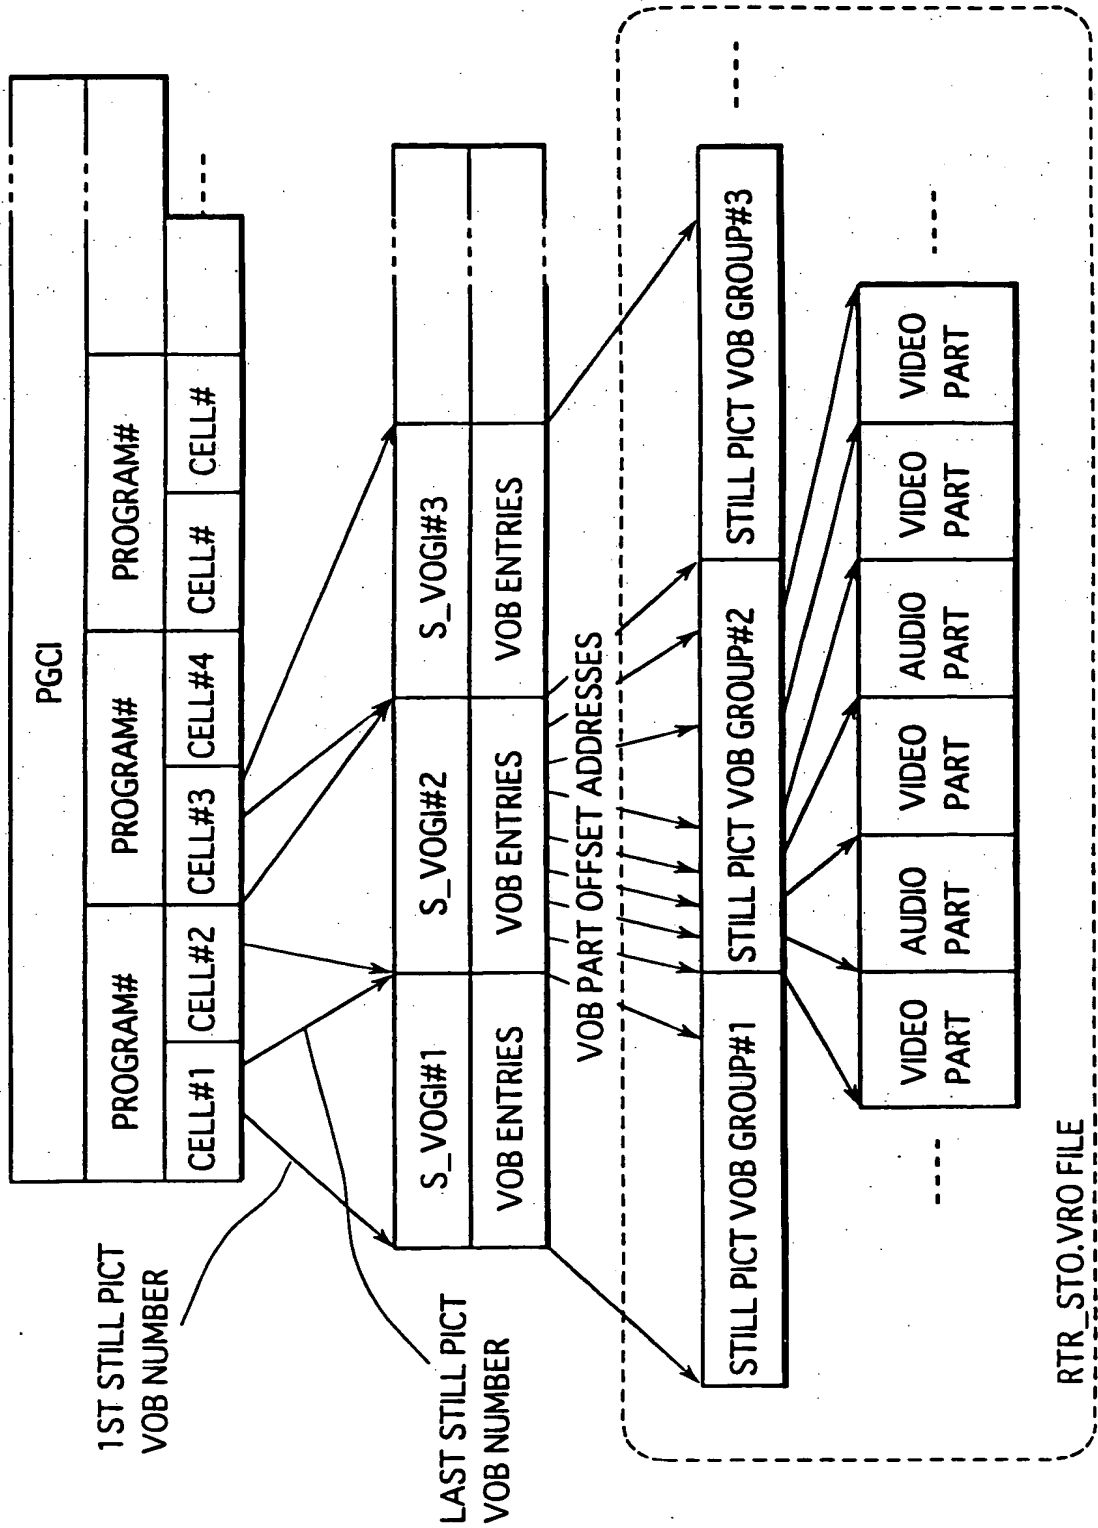 PGCI
PROGRAM#
PROGRAM#
PROGRAM#
CELL#1
CELL#2
CELL#3
CELL#4
CELL#
CELL#
1ST STILL PICT
VOB NUMBER
LAST STILL PICT
VOB NUMBER
S_VOGI#1
S_VOGI#2
S_VOGI#3
VOB ENTRIES
VOB ENTRIES
VOB ENTRIES
VOB PART OFFSET ADDRESSES
STILL PICT VOB GROUP#1
STILL PICT VOB GROUP#2
STILL PICT VOB GROUP#3
VIDEO
PART
AUDIO
PART
VIDEO
PART
AUDIO
PART
VIDEO
PART
VIDEO
PART
RTR_STO.VRO FILE